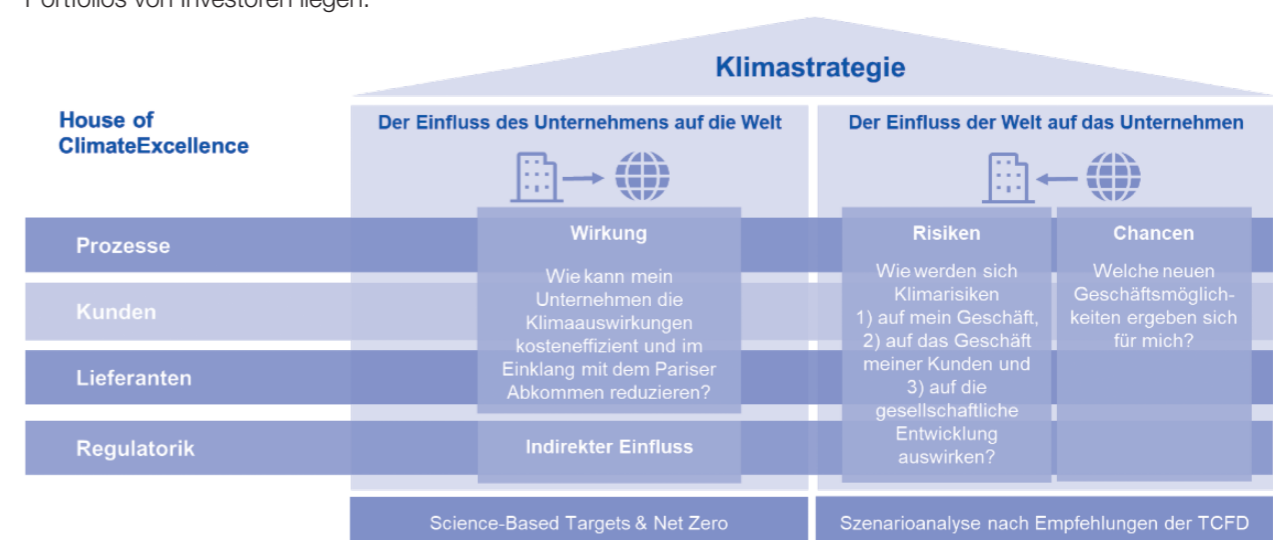 Portfolios von Investoren liegen.
Klimastrategie
House of
ClimateExcellence
Der Einfluss des Unternehmens auf die Welt
Der Einfluss der Welt auf das Unternehmen
Prozesse
Kunden
Lieferanten
Regulatorik
Wirkung
Wie kann mein
Unternehmen die
Klimaauswirkungen
kosteneffizient und im
Einklang mit dem Pariser
Abkommen reduzieren?
Indirekter Einfluss
Risiken
Wie werden sich
Klimarisiken
1) auf mein Geschäft,
2) auf das Geschäft
meiner Kunden und
3) auf die
gesellschaftliche
Entwicklung
auswirken?
Chancen
Welche neuen
Geschäftsmöglich-
keiten ergeben sich
für mich?
Science-Based Targets & Net Zero
Szenarioanalyse nach Empfehlungen der TCFD